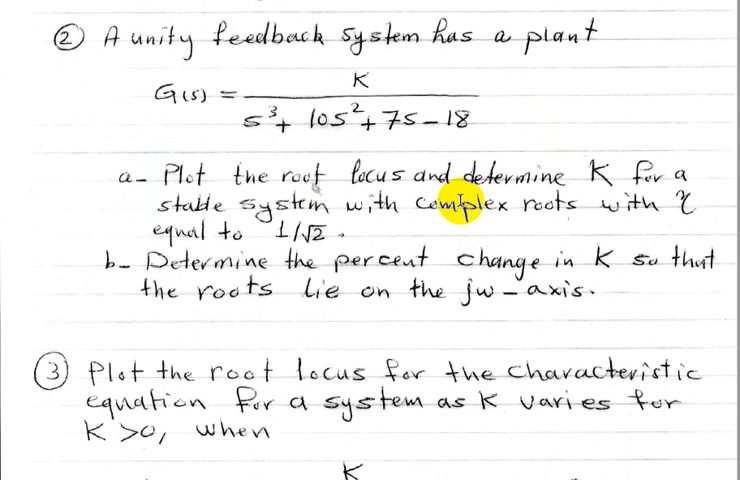 ② A unity feedback system has a plant
G(s) = K / s³ + 10s² + 7s - 18
a- Plot the root locus and determine K for a
stable system with complex roots with ζ
equal to 1/√2.
b- Determine the percent change in K so that
the roots lie on the jw-axis.
③ Plot the root locus for the characteristic
equation for a system as K varies for
K >0, when
K